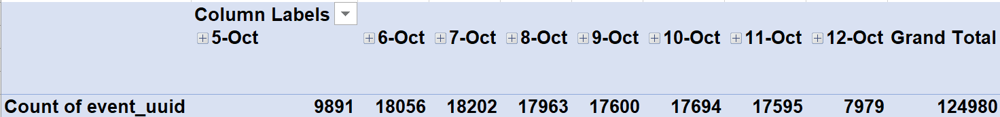 Column Labels
5-Oct 6-Oct 7-Oct 8-Oct 9-Oct 10-Oct 11-Oct 12-Oct Grand Total
Count of event_uuid 9891 18056 18202 17963 17600 17694 17595 7979 124980